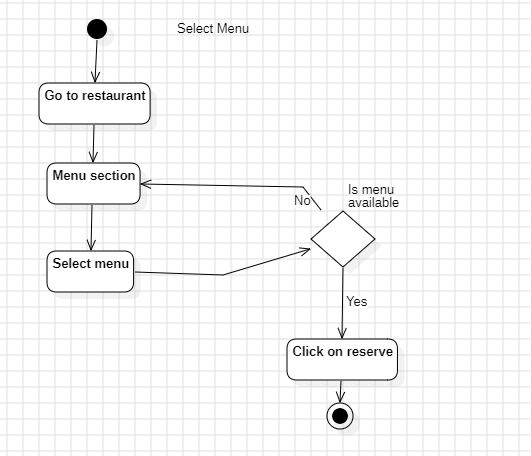 Select Menu
Go to restaurant
Menu section
Is menu
available
No
Select menu
Yes
Click on reserve